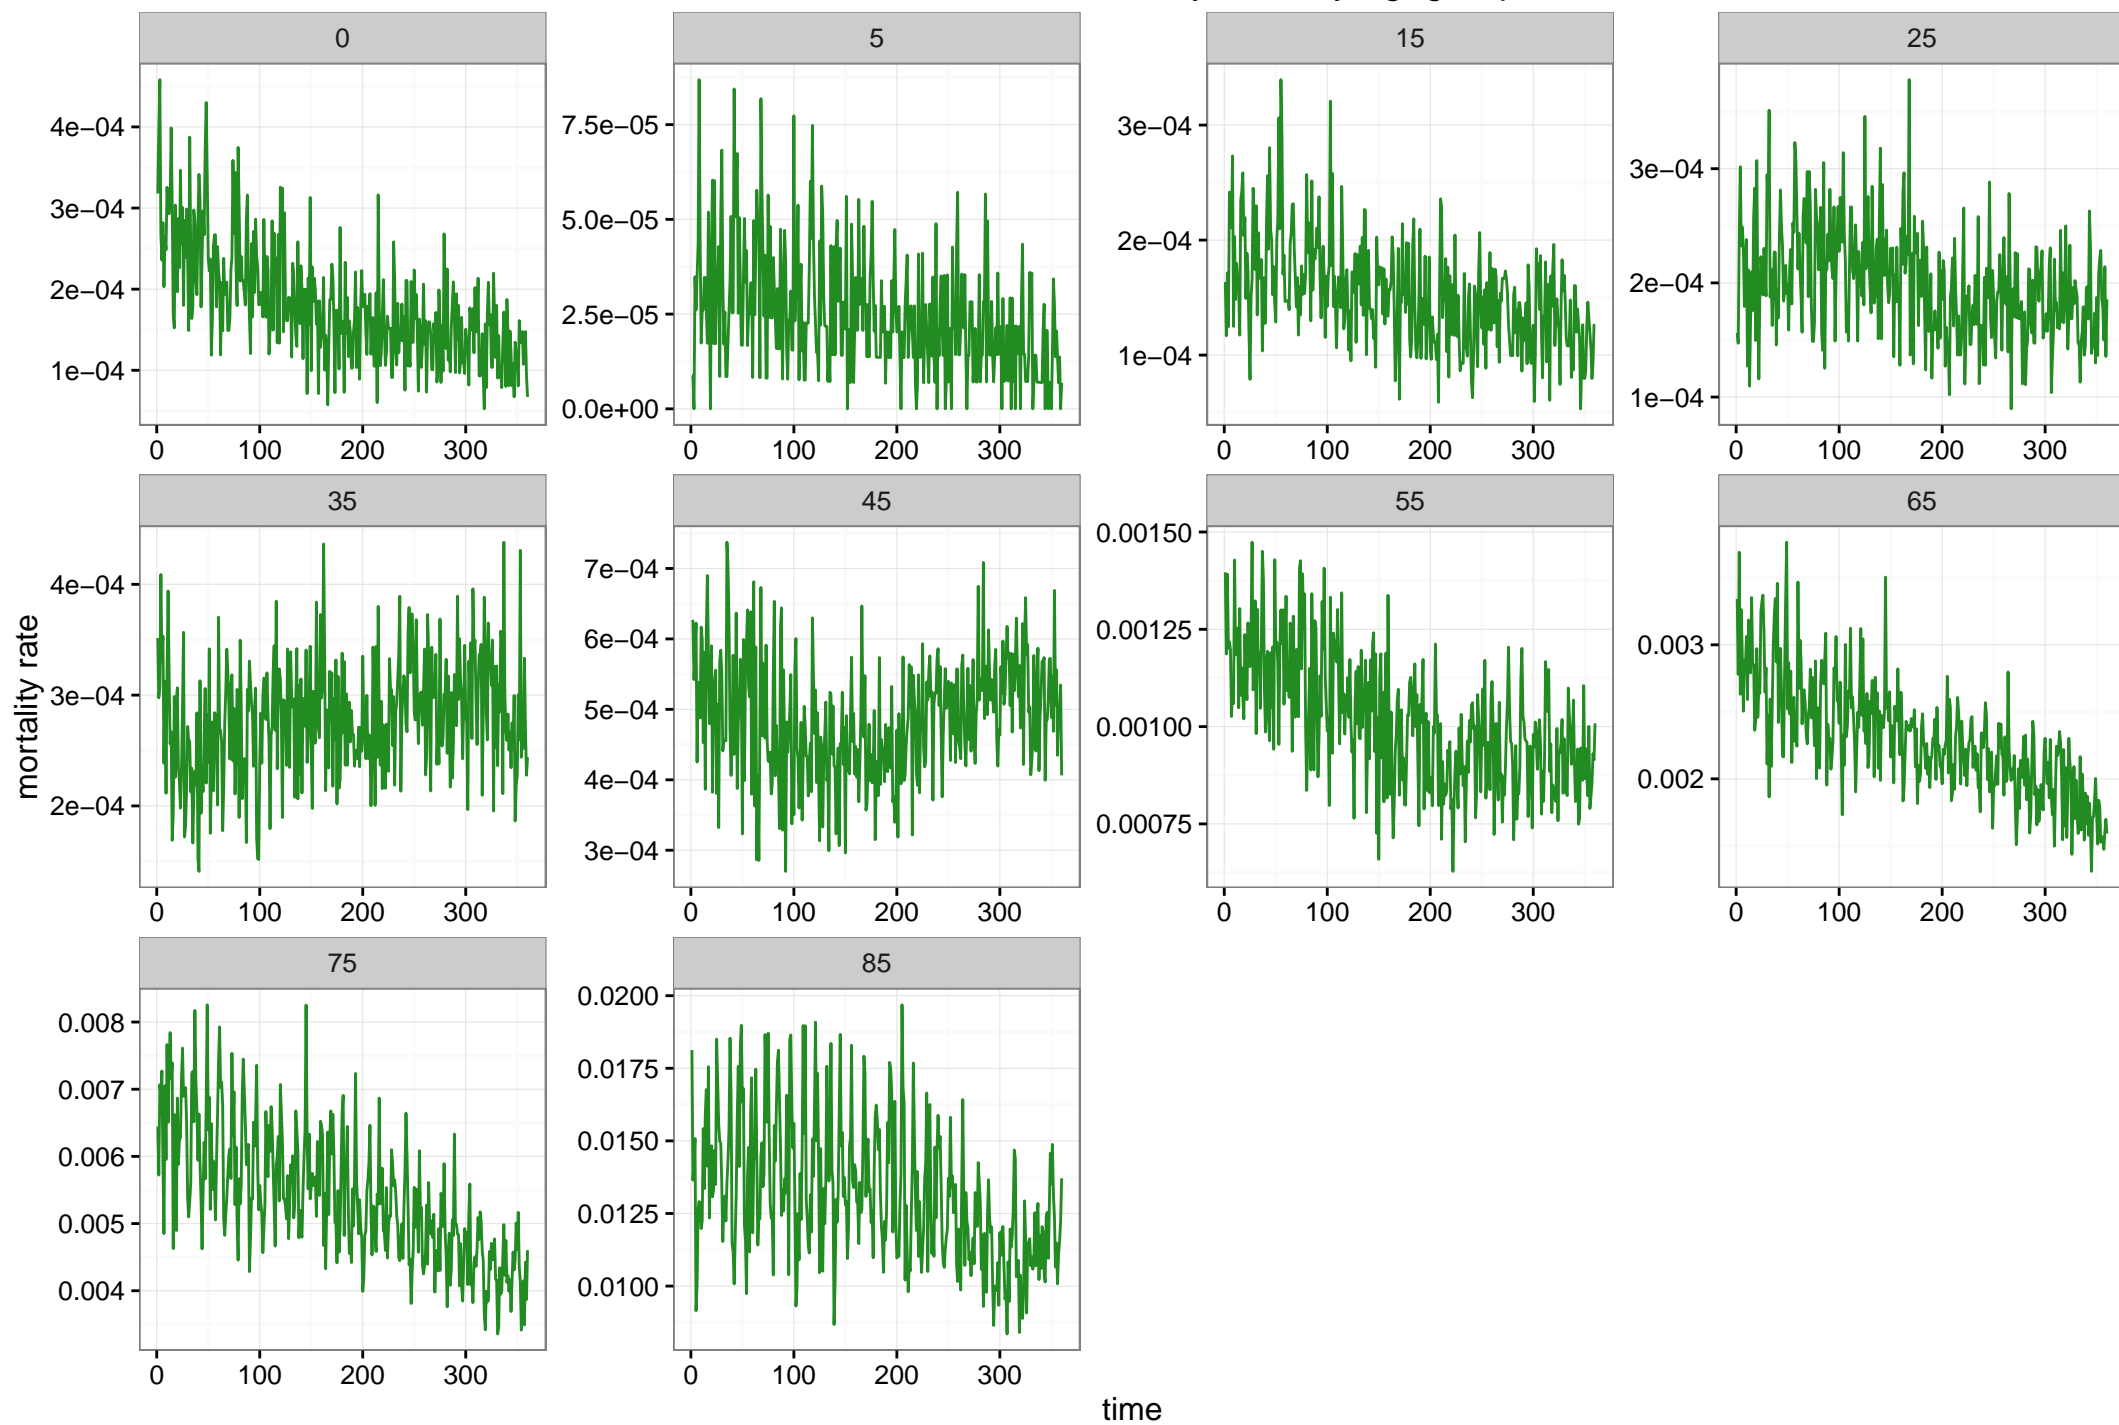 0 5 15 25
4e−04
3e−04
2e−04
1e−04
7.5e−05
5.0e−05
2.5e−05
0.0e+00
3e−04
2e−04
1e−04
3e−04
2e−04
1e−04
0 100 200 300 0 100 200 300 0 100 200 300 0 100 200 300
35 45 55 65
mortality rate
4e−04
3e−04
2e−04
7e−04
6e−04
5e−04
4e−04
3e−04
0.00150
0.00125
0.00100
0.00075
0.003
0.002
0 100 200 300 0 100 200 300 0 100 200 300 0 100 200 300
75 85
0.008
0.007
0.006
0.005
0.004
0.0200
0.0175
0.0150
0.0125
0.0100
0 100 200 300 0 100 200 300
time